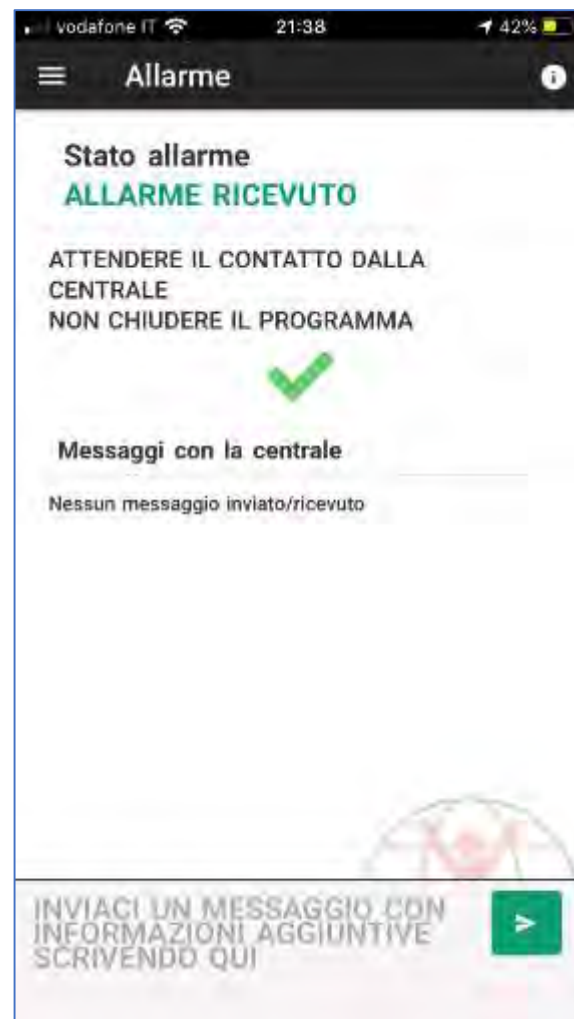 vodafone IT 21:38 42%
Allarme
Stato allarme
ALLARME RICEVUTO
ATTENDERE IL CONTATTO DALLA
CENTRALE
NON CHIUDERE IL PROGRAMMA
Messaggi con la centrale
Nessun messaggio inviato/ricevuto
INVIACI UN MESSAGGIO CON
INFORMAZIONI AGGIUNTIVE
SCRIVENDO QUI